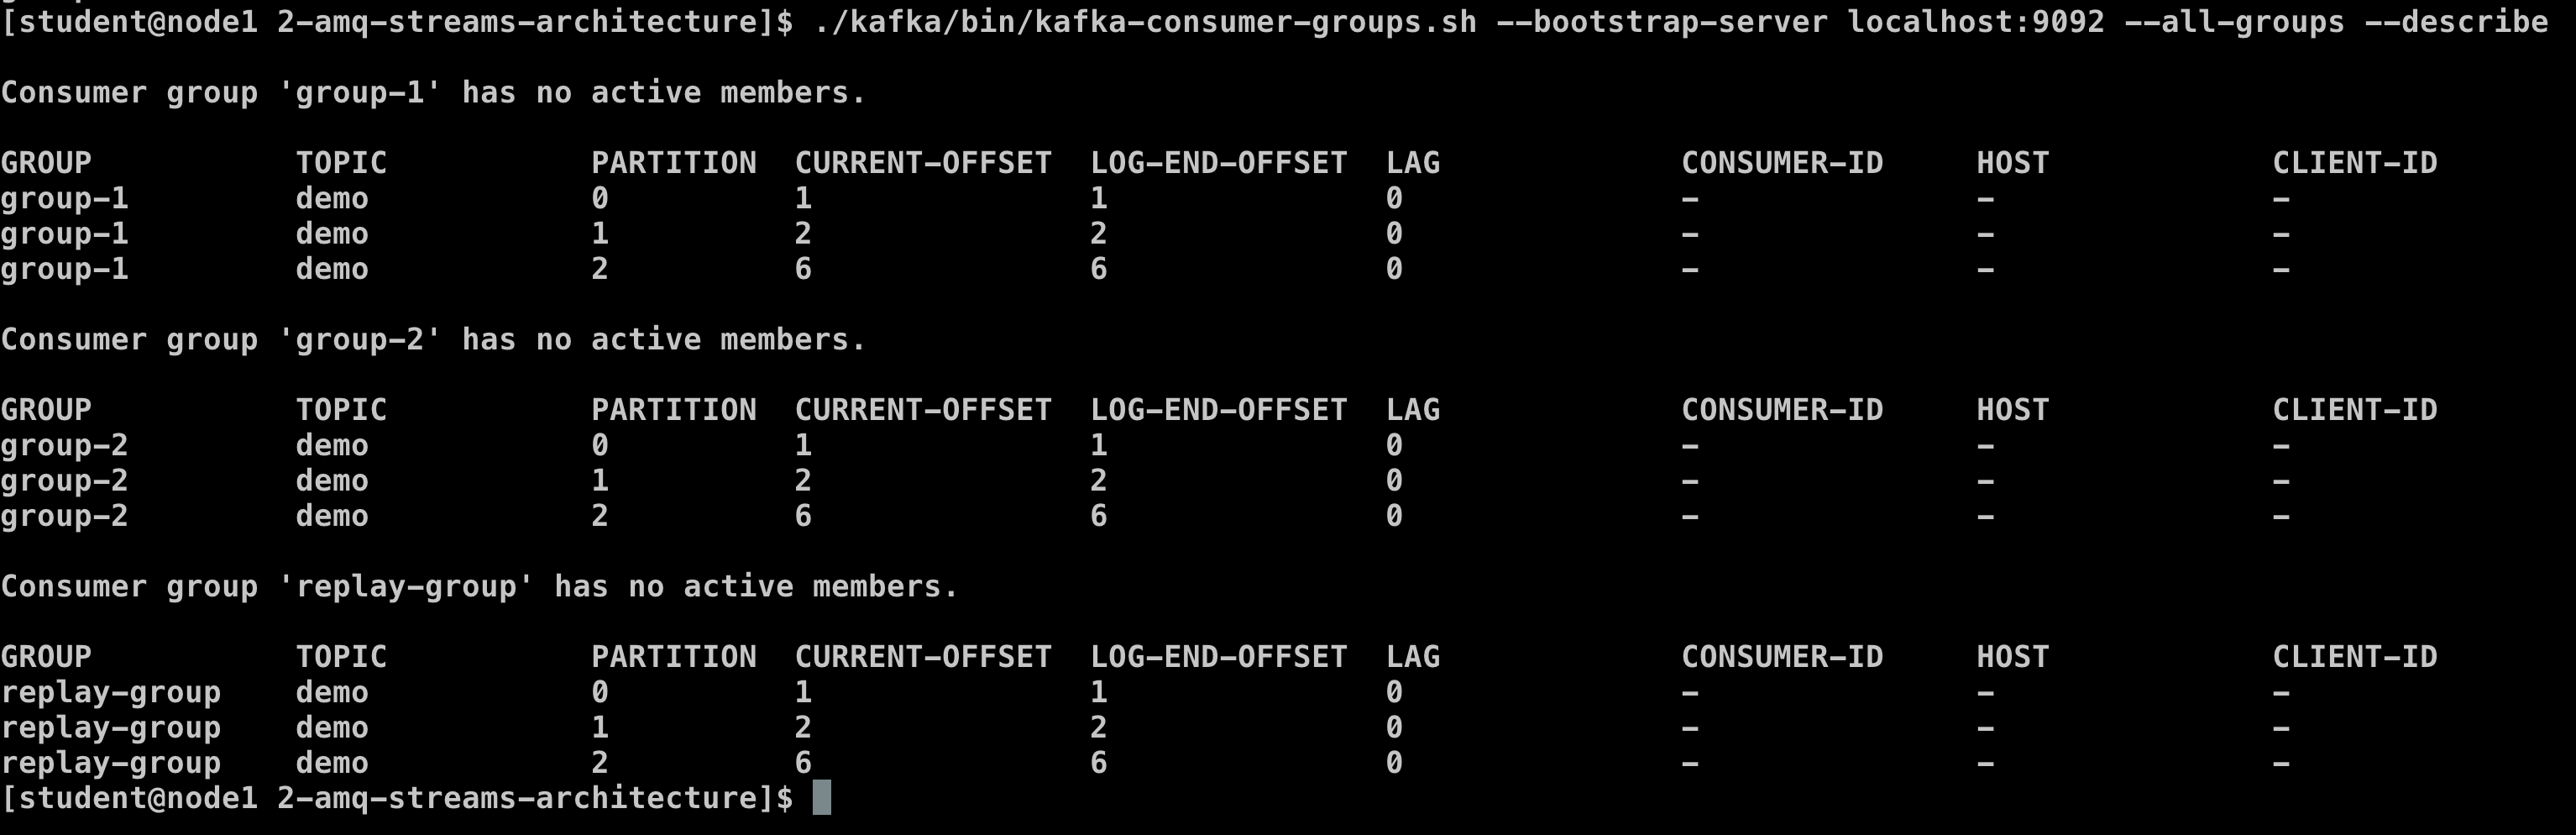 [student@node1 2-amq-streams-architecture]$ ./kafka/bin/kafka-consumer-groups.sh --bootstrap-server localhost:9092 --all-groups --describe
Consumer group 'group-1' has no active members.
GROUP TOPIC PARTITION CURRENT-OFFSET LOG-END-OFFSET LAG CONSUMER-ID HOST CLIENT-ID
group-1 demo 0 1 1 0 - - -
group-1 demo 1 2 2 0 - - -
group-1 demo 2 6 6 0 - - -
Consumer group 'group-2' has no active members.
GROUP TOPIC PARTITION CURRENT-OFFSET LOG-END-OFFSET LAG CONSUMER-ID HOST CLIENT-ID
group-2 demo 0 1 1 0 - - -
group-2 demo 1 2 2 0 - - -
group-2 demo 2 6 6 0 - - -
Consumer group 'replay-group' has no active members.
GROUP TOPIC PARTITION CURRENT-OFFSET LOG-END-OFFSET LAG CONSUMER-ID HOST CLIENT-ID
replay-group demo 0 1 1 0 - - -
replay-group demo 1 2 2 0 - - -
replay-group demo 2 6 6 0 - - -
[student@node1 2-amq-streams-architecture]$